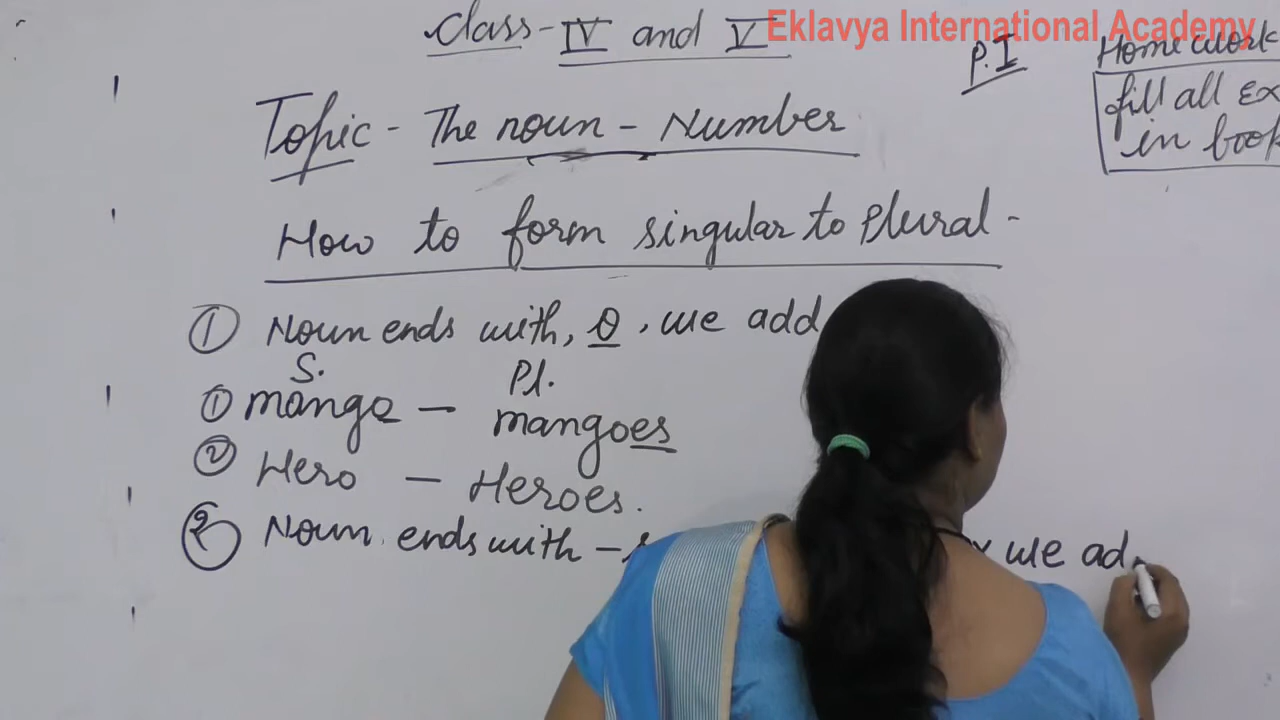 Eklavya International Academy
Class-IV and V
P.I
Home work
fill all Ex
in book
Topic - The noun - Number
How to form singular to Plural -
① Noun ends with, o, we add
S. Pl.
① mango - mangoes
② Hero - Heroes.
② Noun. ends with - s x we ad